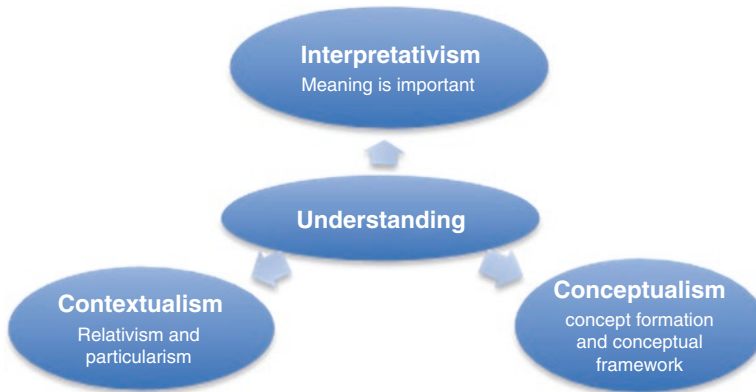 Interpretativism
Meaning is important
Understanding
Contextualism
Relativism and
particularism
Conceptualism
concept formation
and conceptual
framework